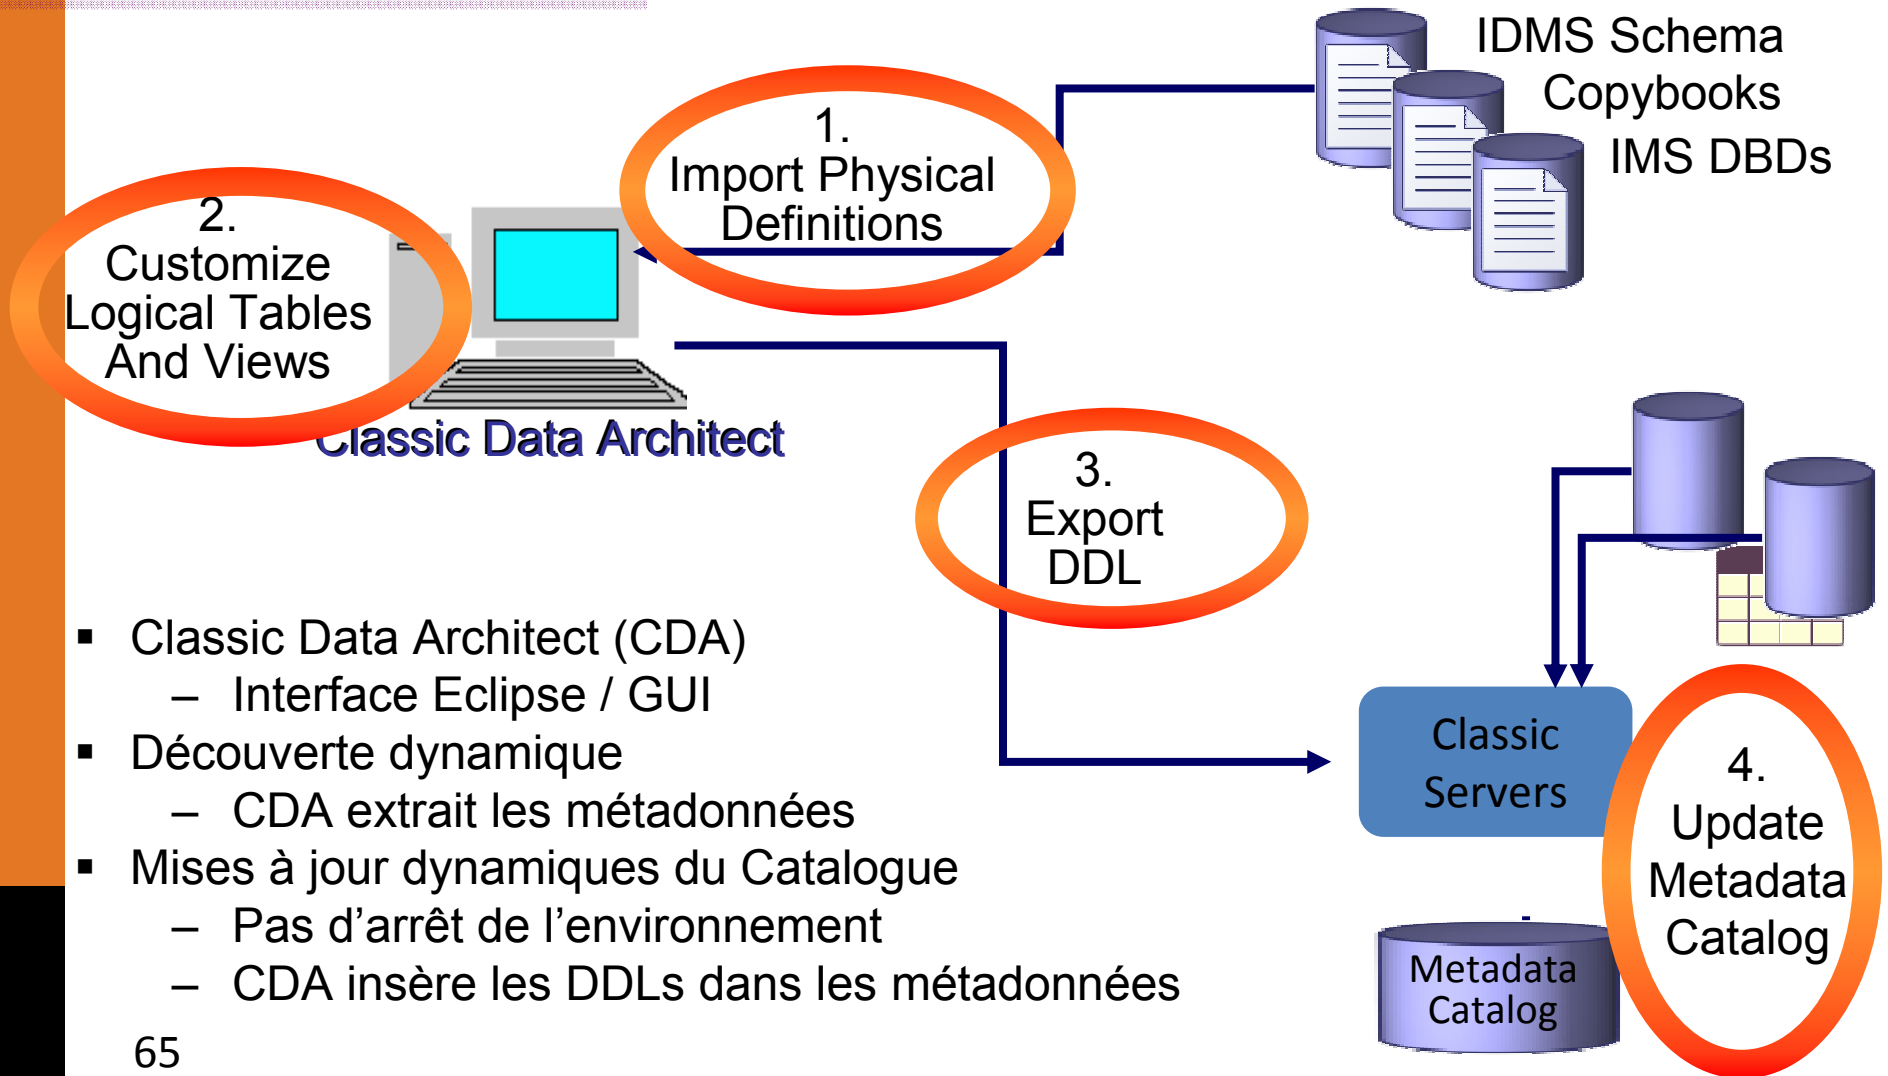 IDMS Schema
Copybooks
IMS DBDs
1.
Import Physical
Definitions
2.
Customize
Logical Tables
And Views
Classic Data Architect
3.
Export
DDL
▪ Classic Data Architect (CDA)
– Interface Eclipse / GUI
▪ Découverte dynamique
– CDA extrait les métadonnées
▪ Mises à jour dynamiques du Catalogue
– Pas d’arrêt de l’environnement
– CDA insère les DDLs dans les métadonnées
Classic
Servers
4.
Update
Metadata
Catalog
Metadata
Catalog
65